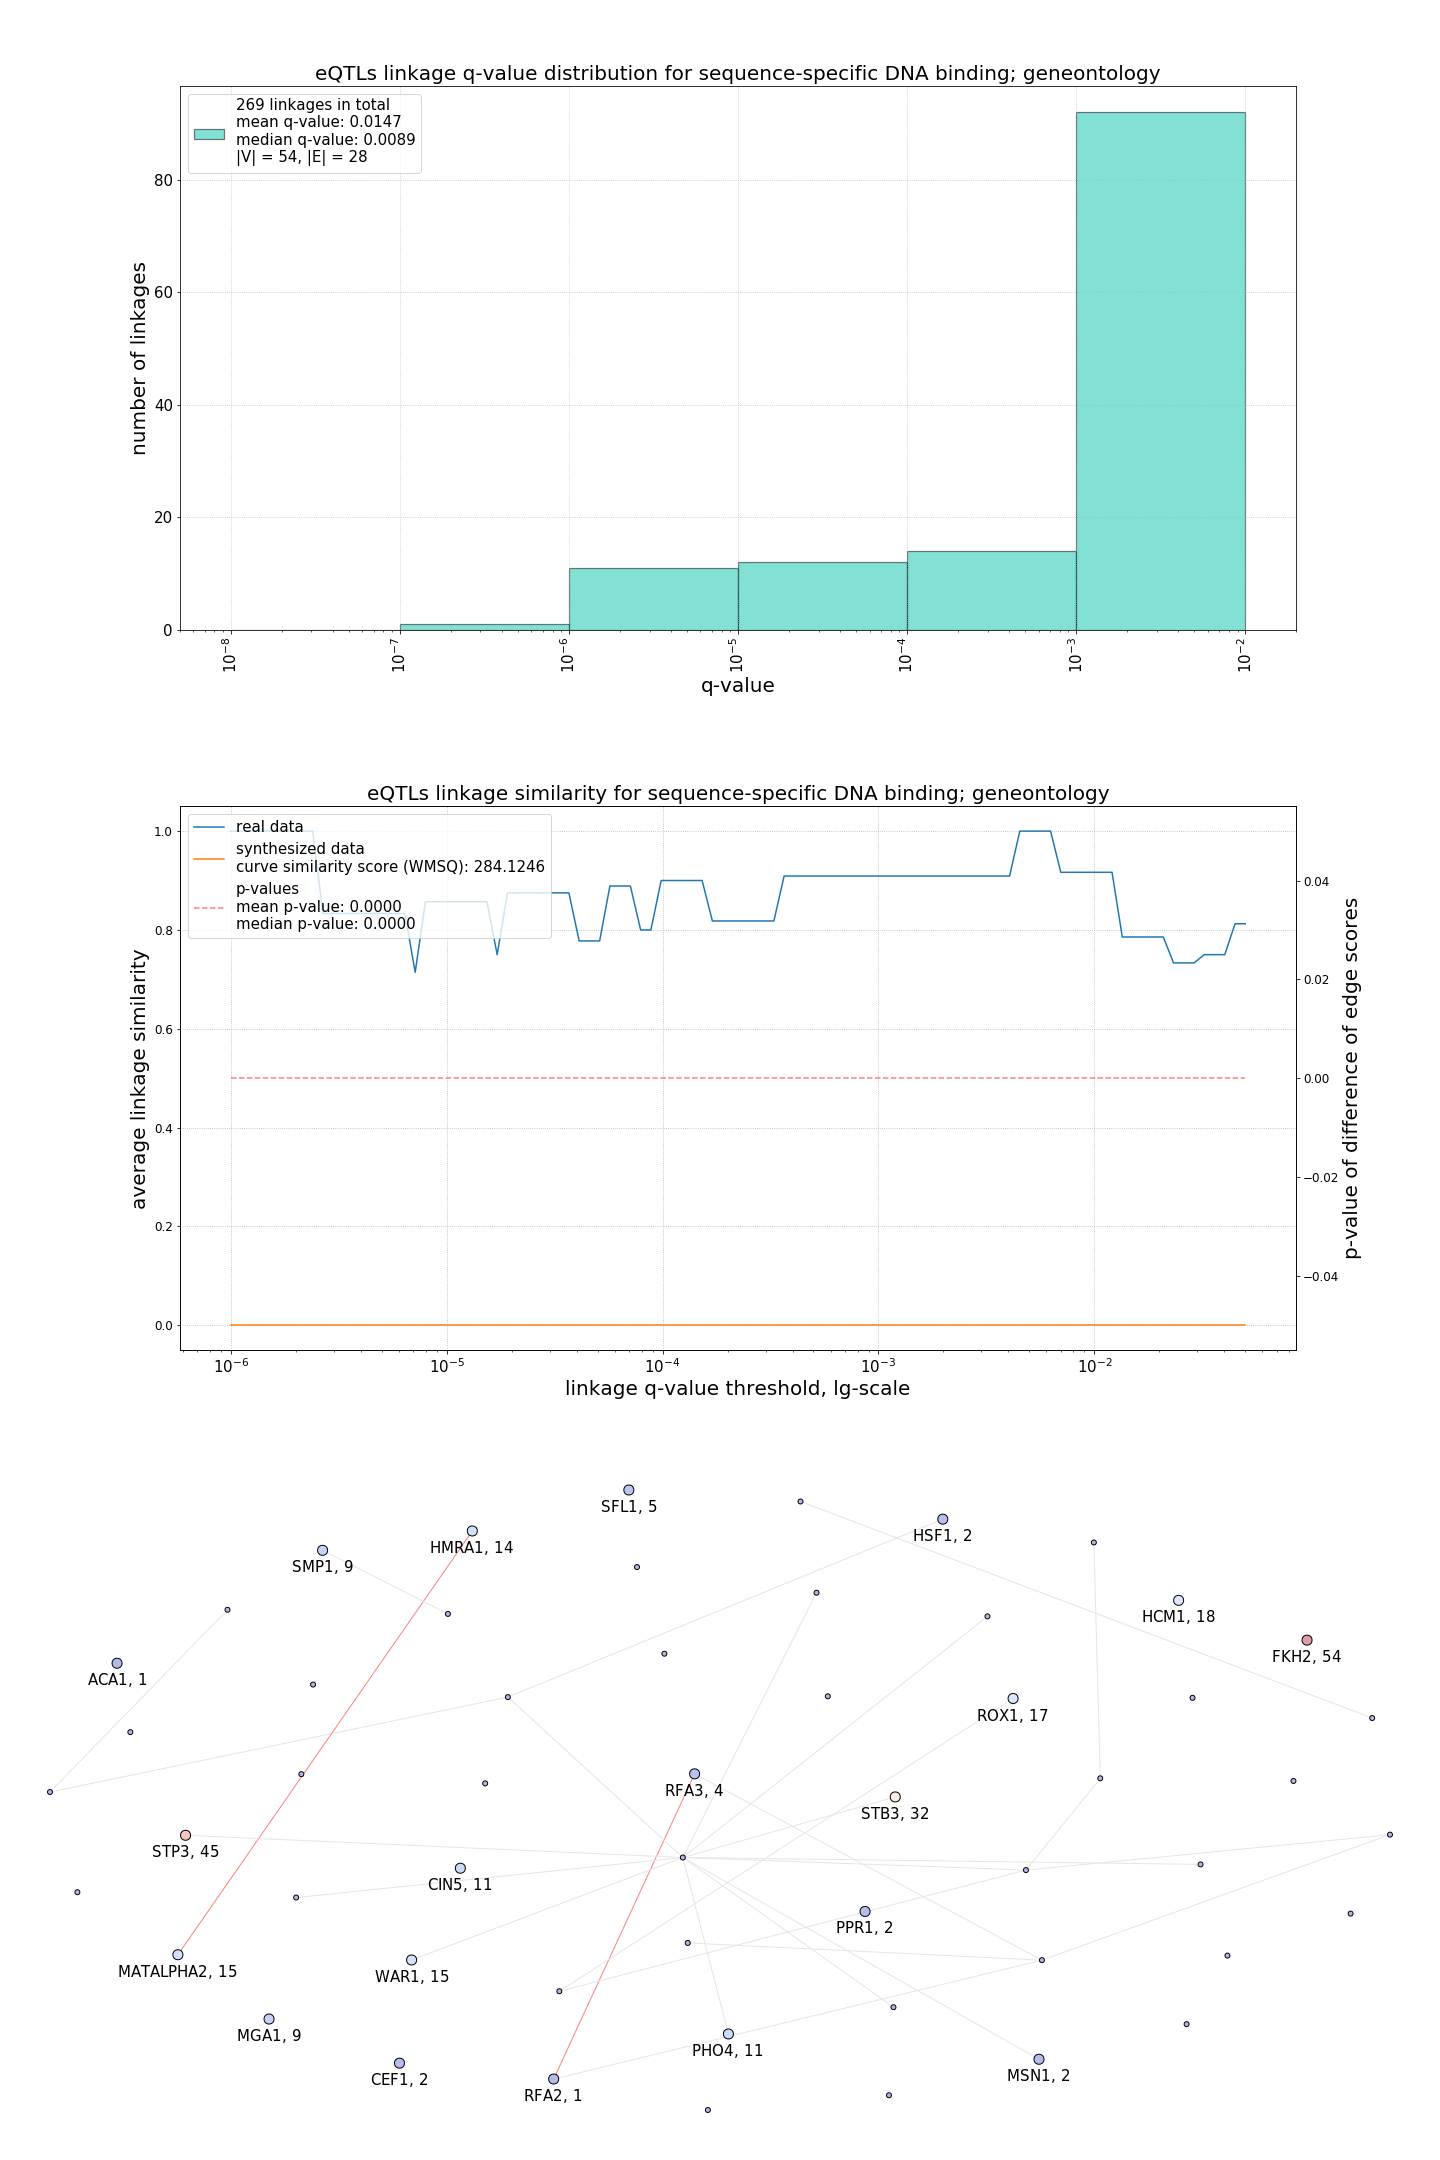 eQTLs linkage q-value distribution for sequence-specific DNA binding; geneontology
269 linkages in total
mean q-value: 0.0147
median q-value: 0.0089
|V| = 54, |E| = 28
number of linkages
80
60
40
20
0
10⁻⁸
10⁻⁷
10⁻⁶
10⁻⁵
10⁻⁴
10⁻³
10⁻²
q-value
eQTLs linkage similarity for sequence-specific DNA binding; geneontology
real data
synthesized data
curve similarity score (WMSQ): 284.1246
p-values
mean p-value: 0.0000
median p-value: 0.0000
average linkage similarity
1.0
0.8
0.6
0.4
0.2
0.0
0.04
0.02
0.00
−0.02
−0.04
p-value of difference of edge scores
10⁻⁶
10⁻⁵
10⁻⁴
10⁻³
10⁻²
linkage q-value threshold, lg-scale
SFL1, 5
HSF1, 2
HMRA1, 14
SMP1, 9
HCM1, 18
FKH2, 54
ACA1, 1
ROX1, 17
RFA3, 4
STB3, 32
STP3, 45
CIN5, 11
PPR1, 2
MATALPHA2, 15
WAR1, 15
MGA1, 9
PHO4, 11
CEF1, 2
MSN1, 2
RFA2, 1